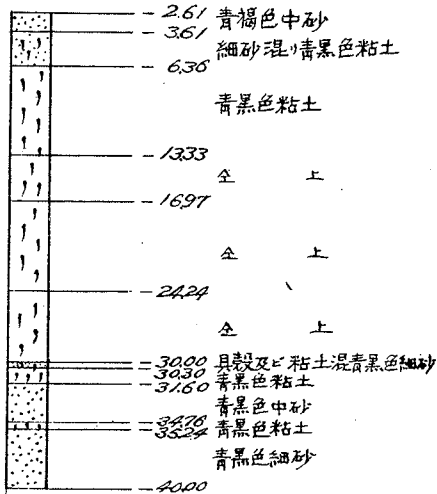 -2.61 青褐色中砂
-3.61
細砂混り青黒色粘土
-6.36
青黒色粘土
-13.33
仝 上
-16.97
仝 上
-24.24
仝 上
-30.00 貝殻及ビ粘土混青黒色細砂
-30.30
青黒色粘土
-31.60
青黒色中砂
-34.76
青黒色粘土
-35.24
青黒色細砂
-40.00